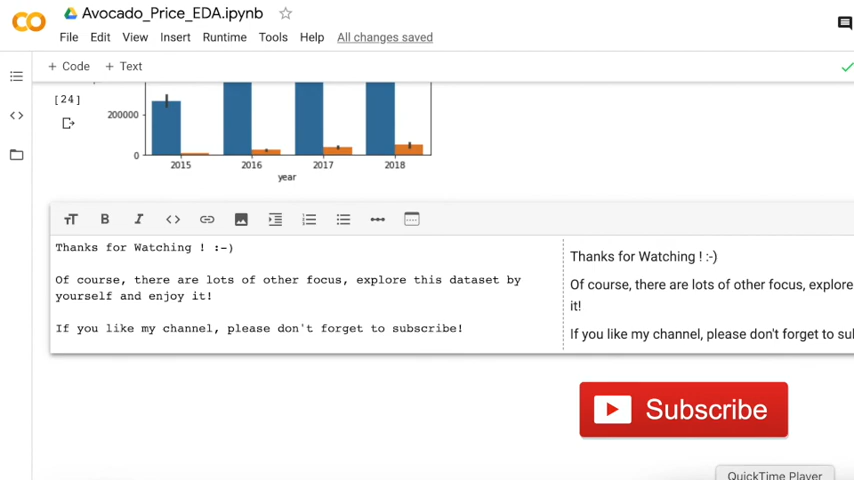 Avocado_Price_EDA.ipynb
File Edit View Insert Runtime Tools Help All changes saved
+ Code + Text
[24]
200000
0
2015 2016 2017 2018
year
Thanks for Watching ! :-)
Of course, there are lots of other focus, explore this dataset by
yourself and enjoy it!
If you like my channel, please don't forget to subscribe!
Thanks for Watching ! :-)
Of course, there are lots of other focus, explore
it!
If you like my channel, please don't forget to sul
Subscribe
QuickTime Player